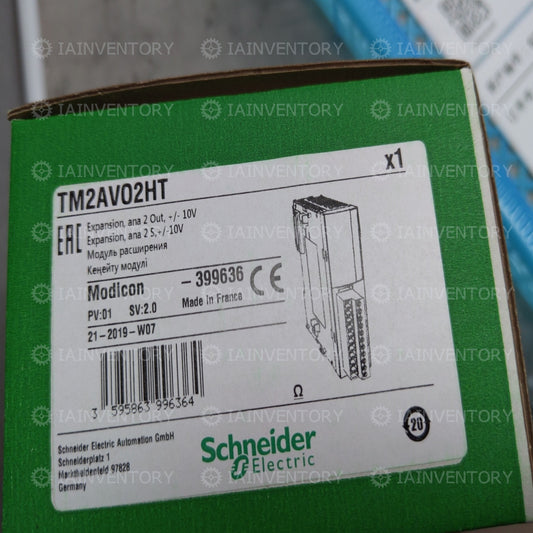 TM2AVO2HT
x1
EAC
Expansion, ana 2 Out, +/- 10V
Expansion, ana 2 S,+/-10V
Модуль расширения
Кеңейту модулі
Modicon
-399636
CE
PV:01 SV:2.0
Made in France
21-2019-W07
3 595863 996364
Ω
20
Schneider Electric Automation GmbH
Schneiderplatz 1
Marktheidenfeld 97828
Germany
Schneider
Electric
IAINVENTORY